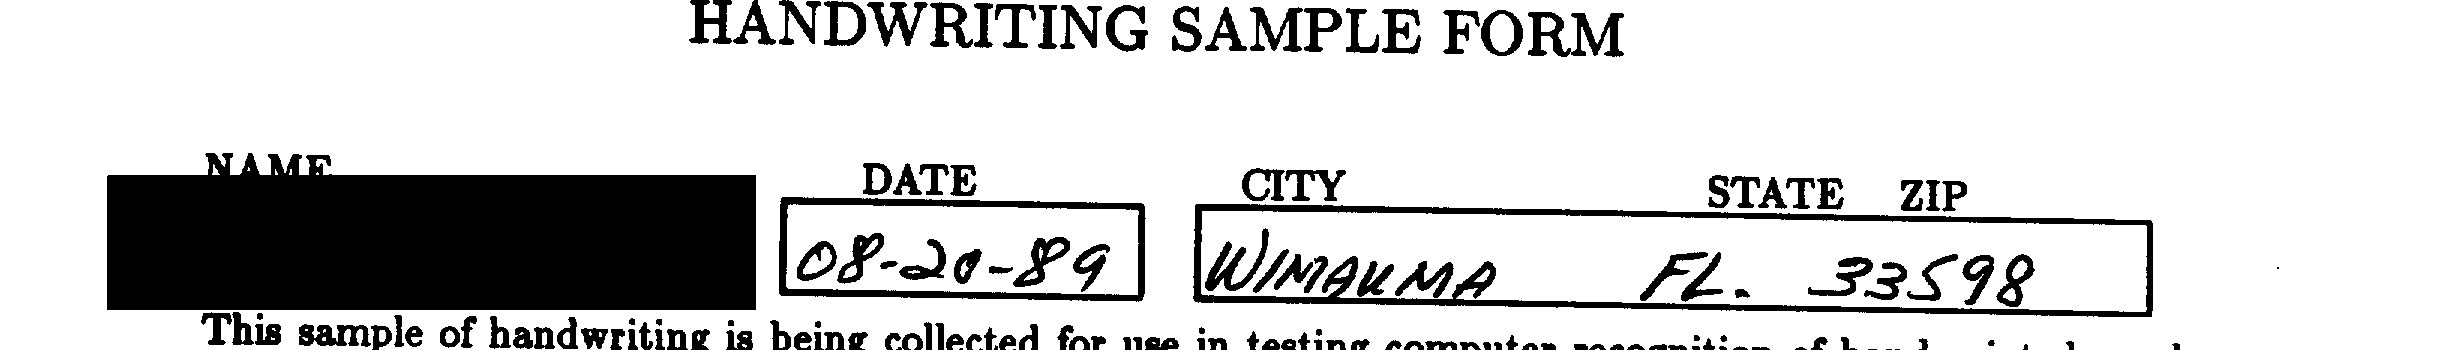 HANDWRITING SAMPLE FORM
NAME DATE CITY STATE ZIP
08-20-89 WIMAUMA FL. 33598
This sample of handwriting is being collected for use in testing computer recognition of